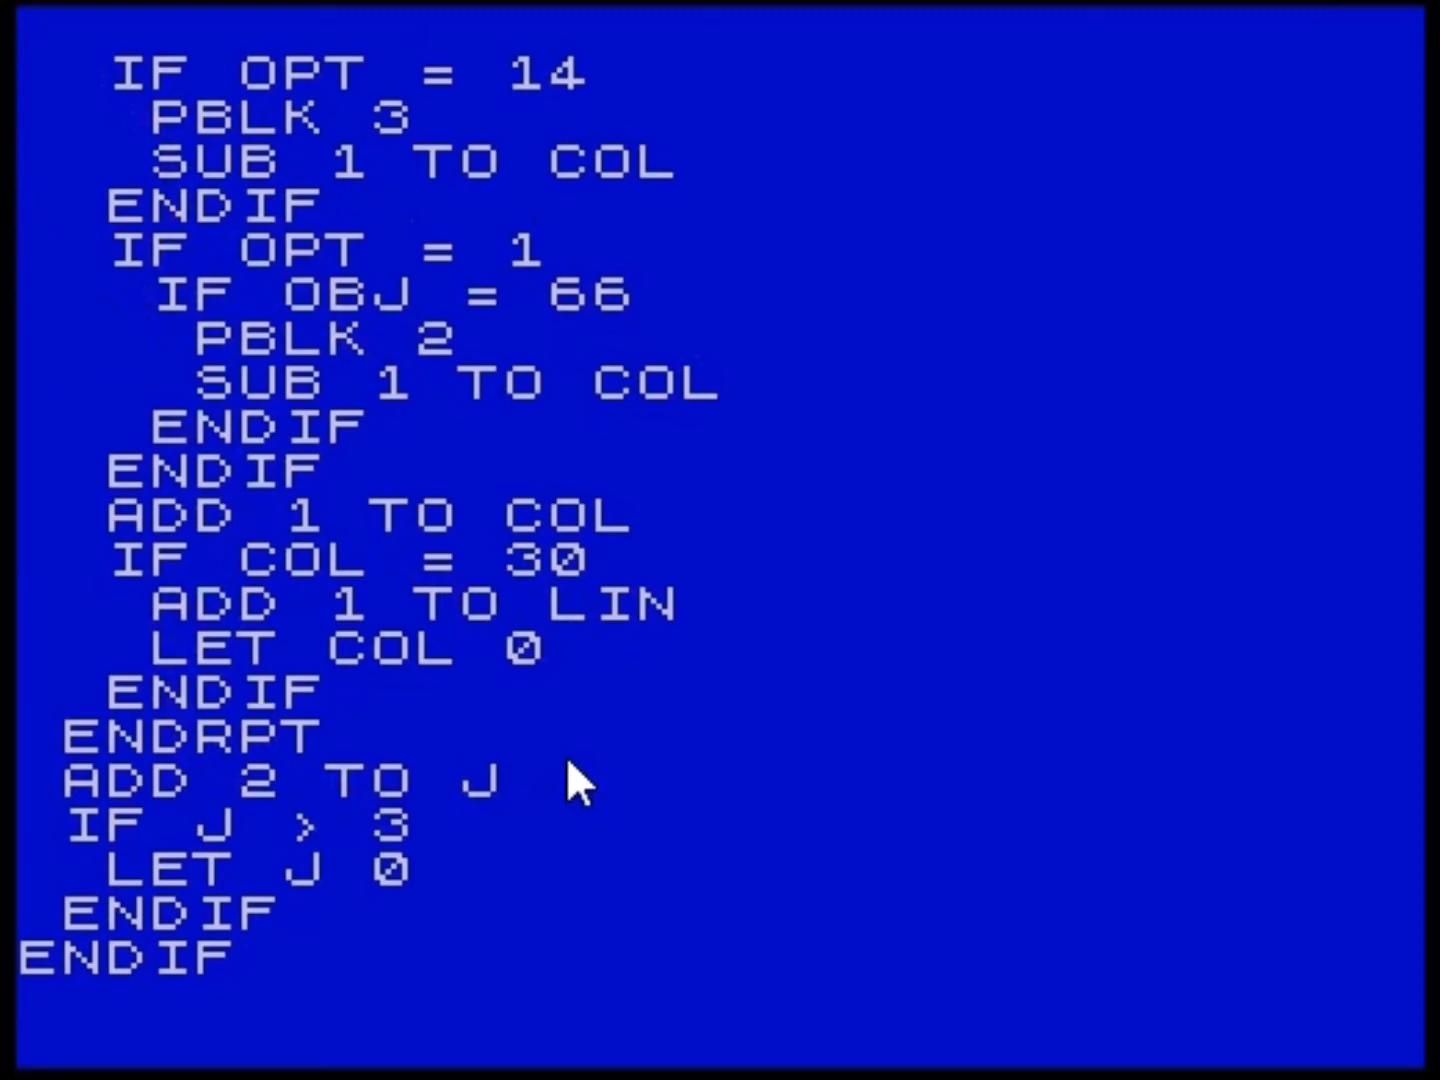 IF OPT = 14
PBLK 3
SUB 1 TO COL
ENDIF
IF OPT = 1
IF OBJ = 66
PBLK 2
SUB 1 TO COL
ENDIF
ENDIF
ADD 1 TO COL
IF COL = 30
ADD 1 TO LIN
LET COL 0
ENDIF
ENDRPT
ADD 2 TO J
IF J > 3
LET J 0
ENDIF
ENDIF